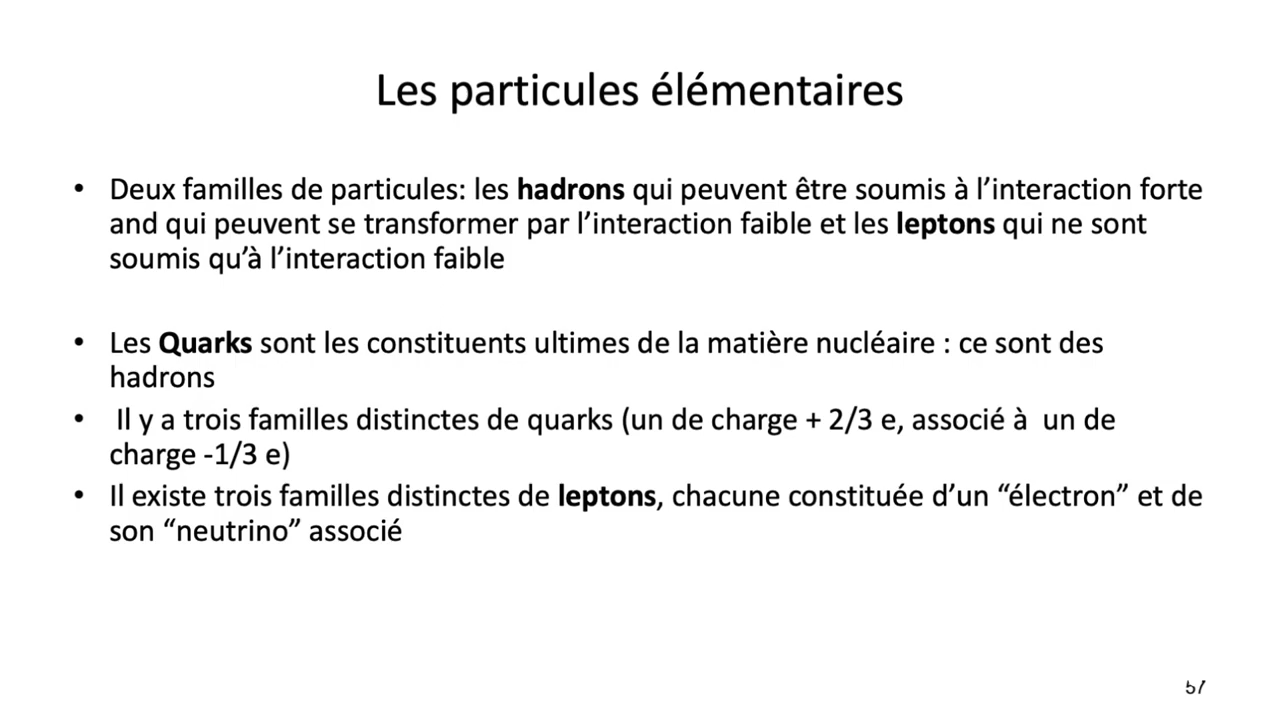 Les particules élémentaires
• Deux familles de particules: les hadrons qui peuvent être soumis à l’interaction forte
and qui peuvent se transformer par l’interaction faible et les leptons qui ne sont
soumis qu’à l’interaction faible
• Les Quarks sont les constituents ultimes de la matière nucléaire : ce sont des
hadrons
• Il y a trois familles distinctes de quarks (un de charge + 2/3 e, associé à un de
charge -1/3 e)
• Il existe trois familles distinctes de leptons, chacune constituée d’un “électron” et de
son “neutrino” associé
57